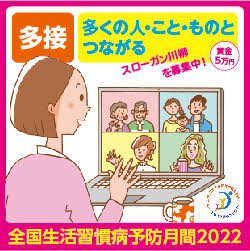 多接
多くの人・こと・ものと
つながる
スローガン川柳
を募集中!
賞金
5万円
全国生活習慣病予防月間2022